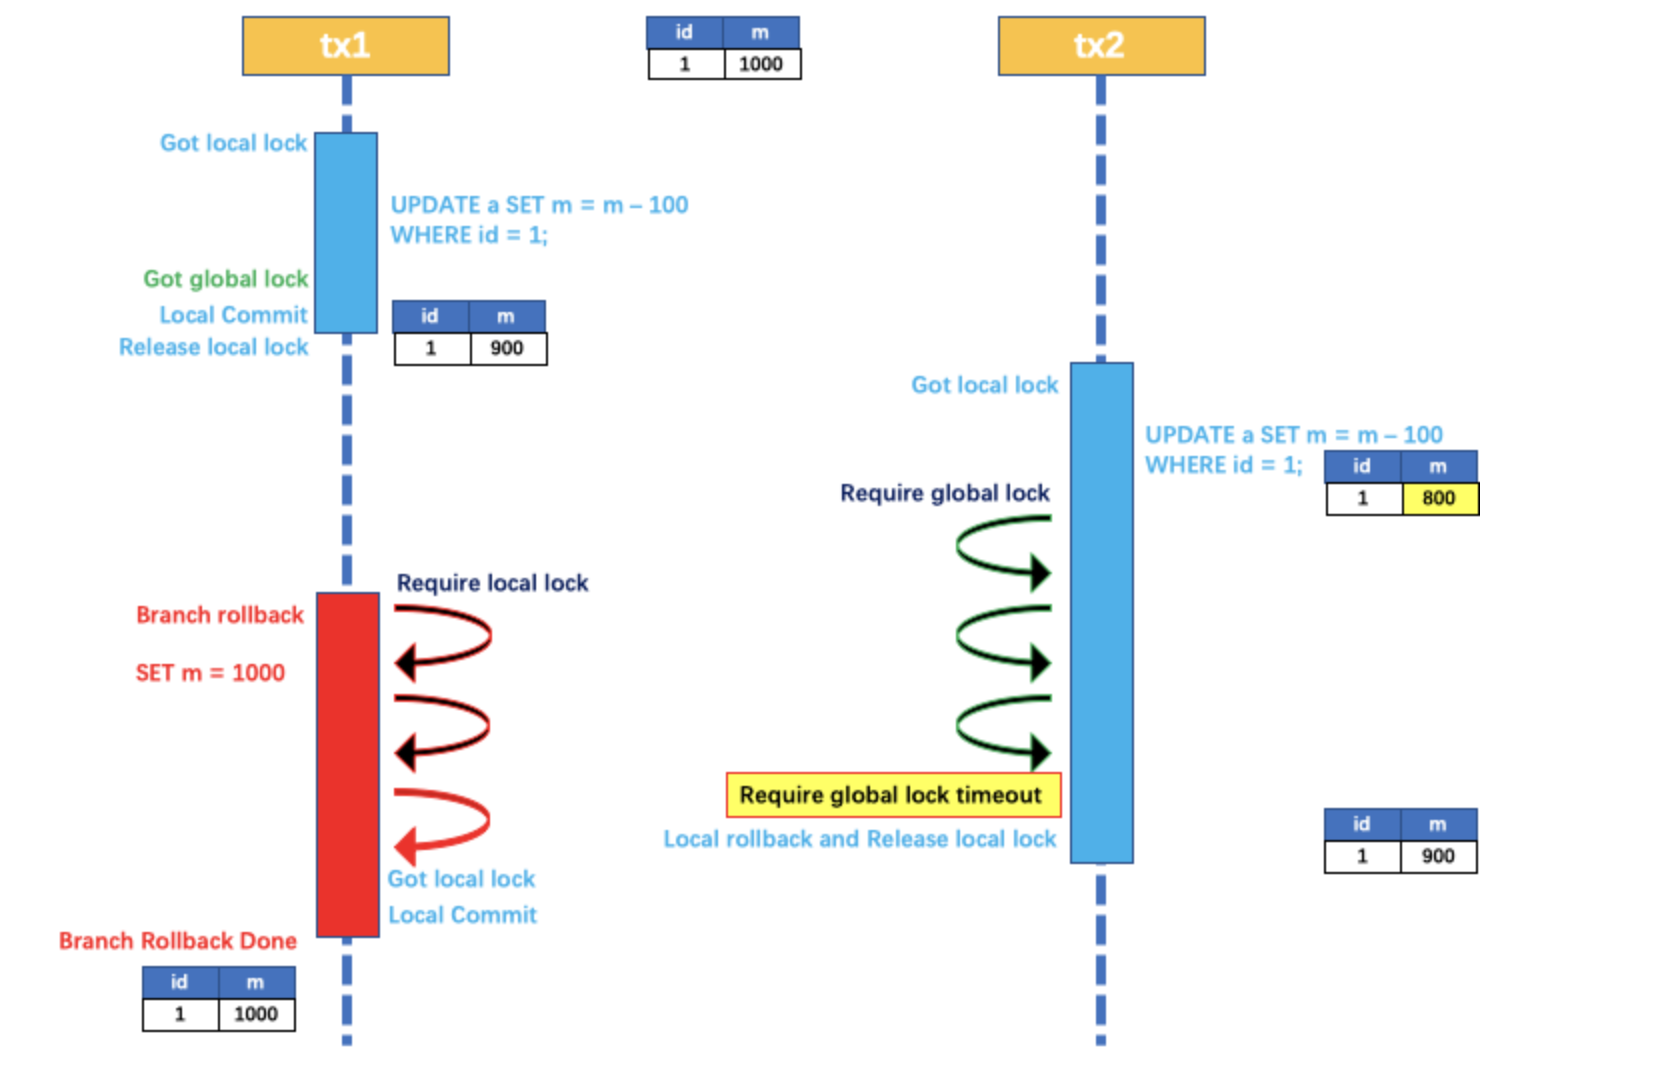 tx1
id m
1 1000
tx2
Got local lock
UPDATE a SET m = m – 100
WHERE id = 1;
Got global lock
Local Commit
Release local lock
id m
1 900
Got local lock
UPDATE a SET m = m – 100
WHERE id = 1;
id m
1 800
Require global lock
Require local lock
Branch rollback
SET m = 1000
Require global lock timeout
Local rollback and Release local lock
id m
1 900
Got local lock
Local Commit
Branch Rollback Done
id m
1 1000